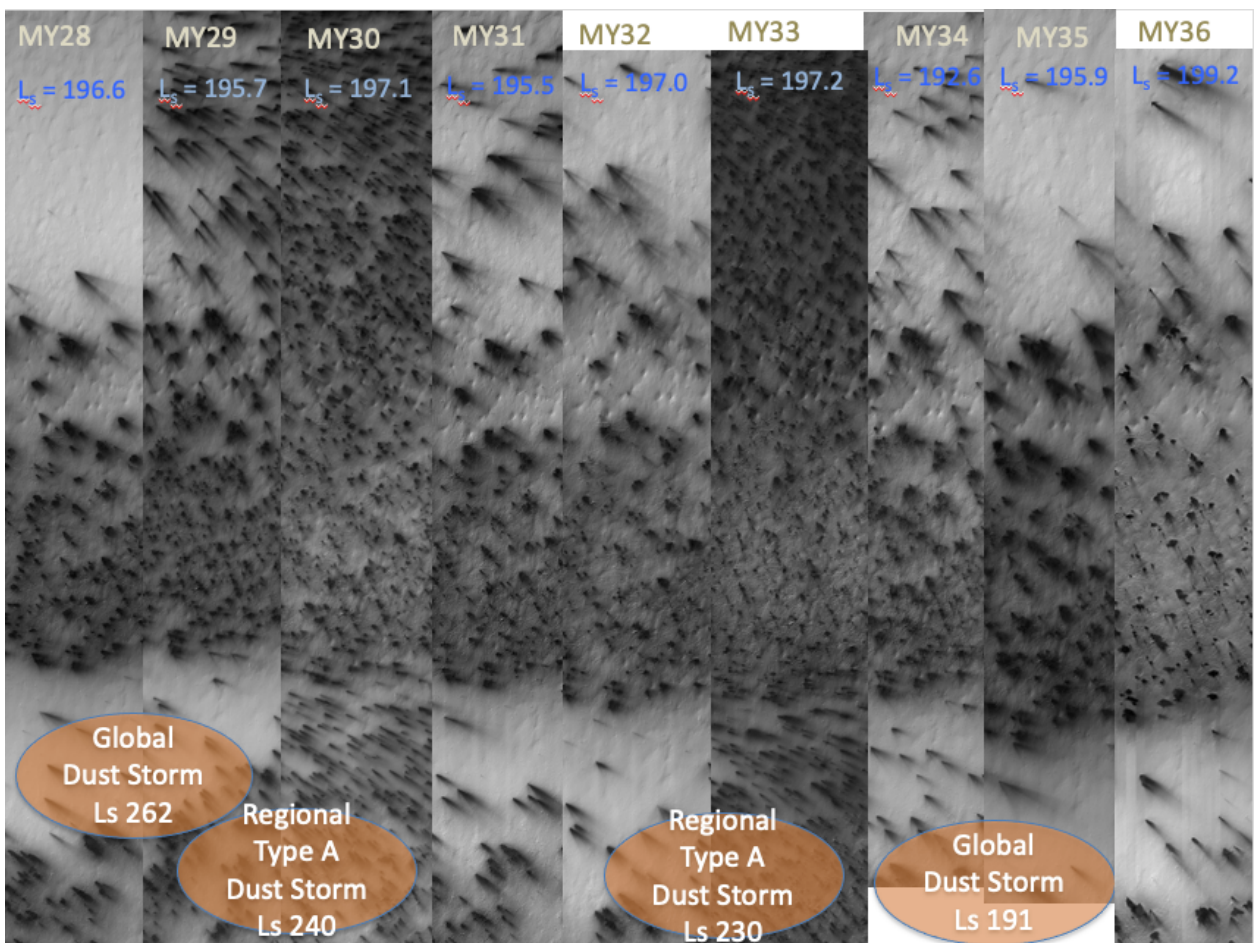 MY28
MY29
MY30
MY31
MY32
MY33
MY34
MY35
MY36
Ls = 196.6
Ls = 195.7
Ls = 197.1
Ls = 195.5
Ls = 197.0
Ls = 197.2
Ls = 192.6
Ls = 195.9
Ls = 199.2
Global
Dust Storm
Ls 262
Regional
Type A
Dust Storm
Ls 240
Regional
Type A
Dust Storm
Ls 230
Global
Dust Storm
Ls 191